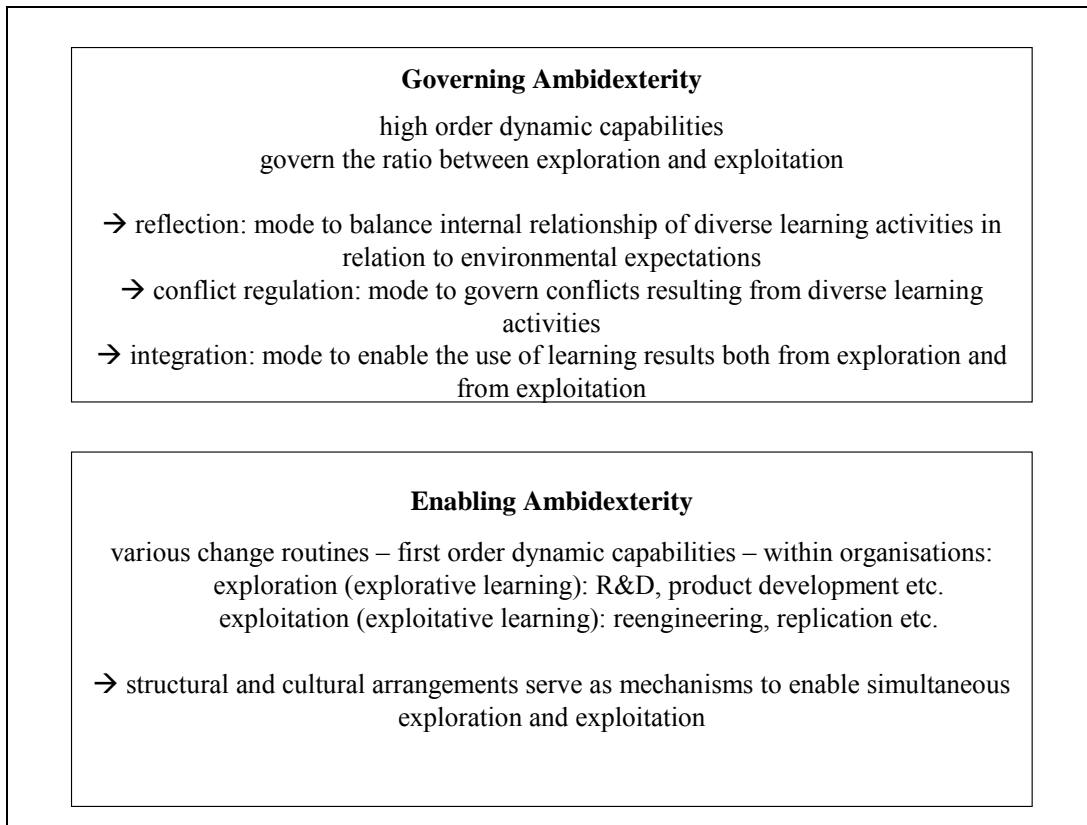 Governing Ambidexterity
high order dynamic capabilities
govern the ratio between exploration and exploitation
→ reflection: mode to balance internal relationship of diverse learning activities in
relation to environmental expectations
→ conflict regulation: mode to govern conflicts resulting from diverse learning
activities
→ integration: mode to enable the use of learning results both from exploration and
from exploitation
Enabling Ambidexterity
various change routines – first order dynamic capabilities – within organisations:
exploration (explorative learning): R&D, product development etc.
exploitation (exploitative learning): reengineering, replication etc.
→ structural and cultural arrangements serve as mechanisms to enable simultaneous
exploration and exploitation